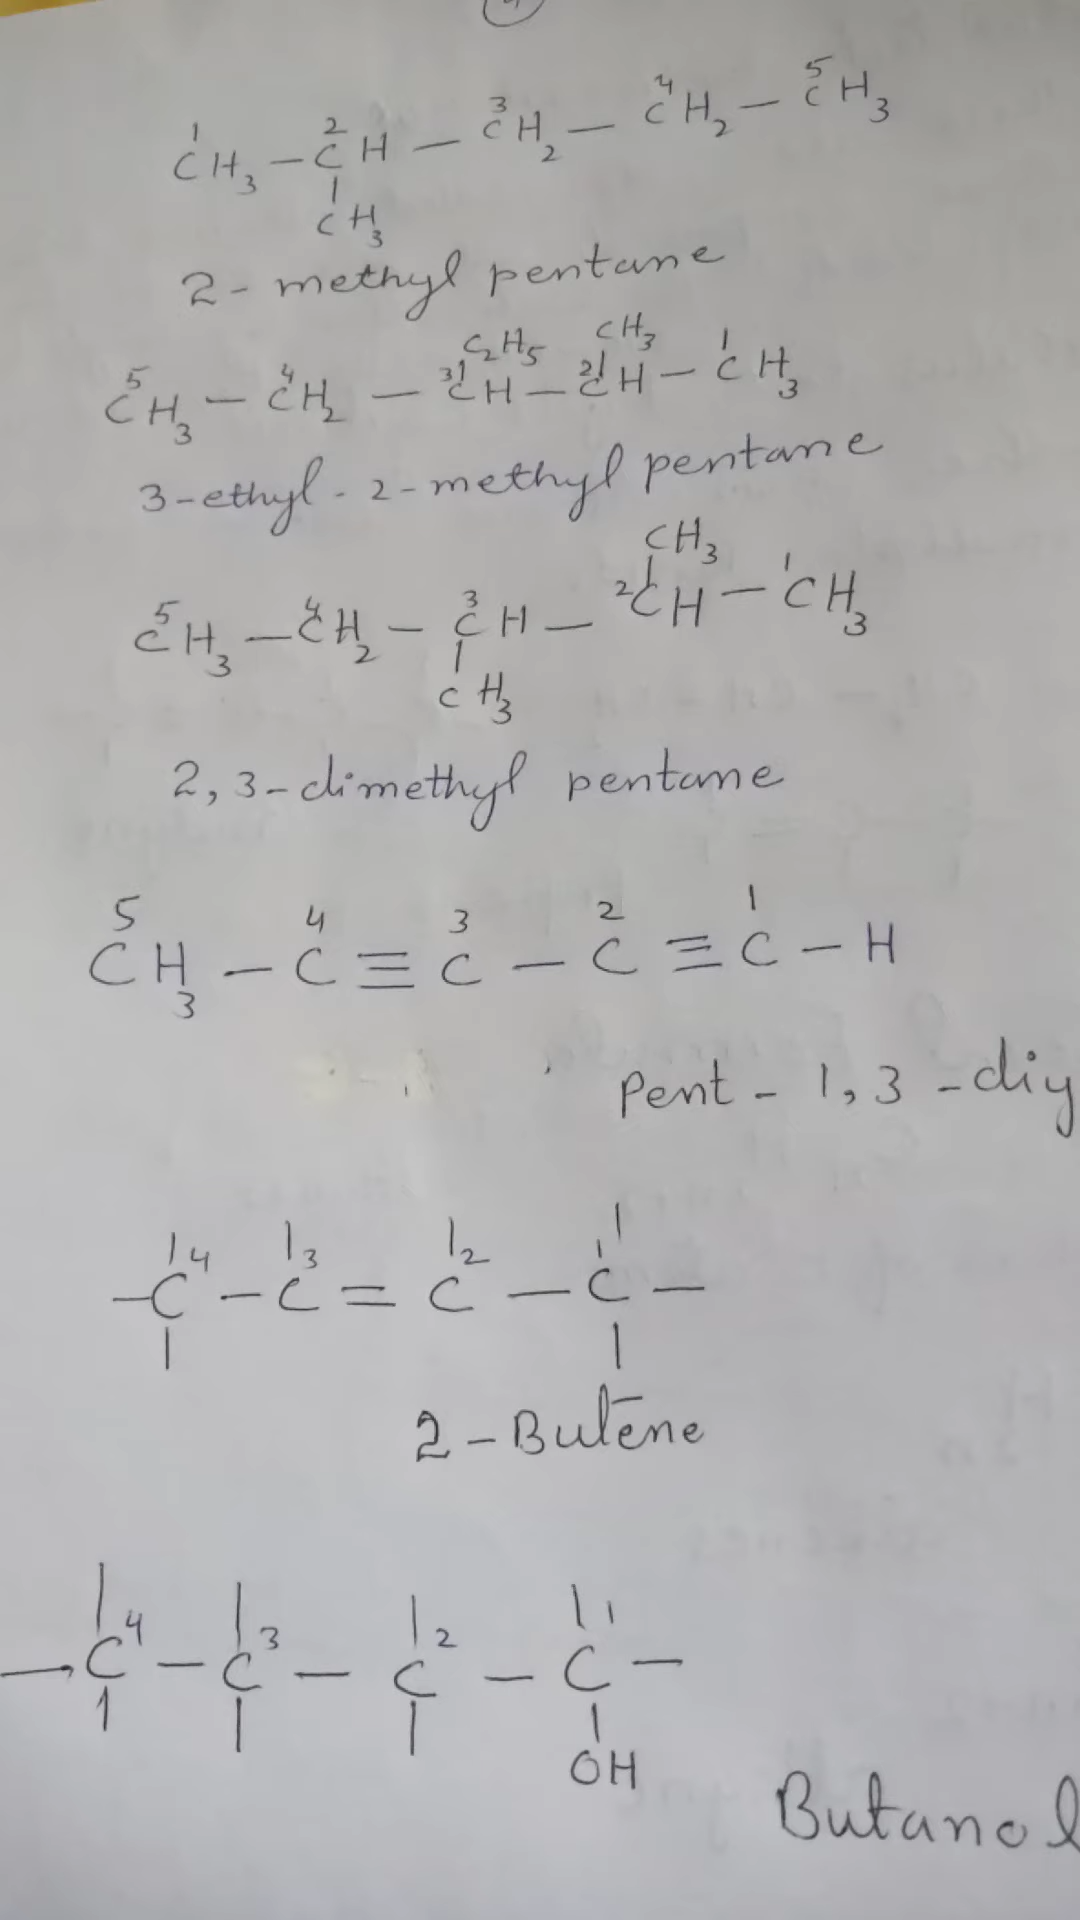 1 2 3 4 5
CH3 - CH - CH2 - CH2 - CH3
CH3
2- methyl pentane
C2H5 CH3
5 4 3 2 1
CH3 - CH2 - CH - CH - CH3
3-ethyl-2-methyl pentane
CH3
5 4 3 2 1
CH3 - CH2 - CH - CH - CH3
CH3
2,3-dimethyl pentane
5 4 3 2 1
CH3 - C ≡ C - C ≡ C - H
Pent - 1,3 -diy
4 3 2 1
- C - C = C - C -
2-Butene
4 3 2 1
- C - C - C - C -
OH
Butanol